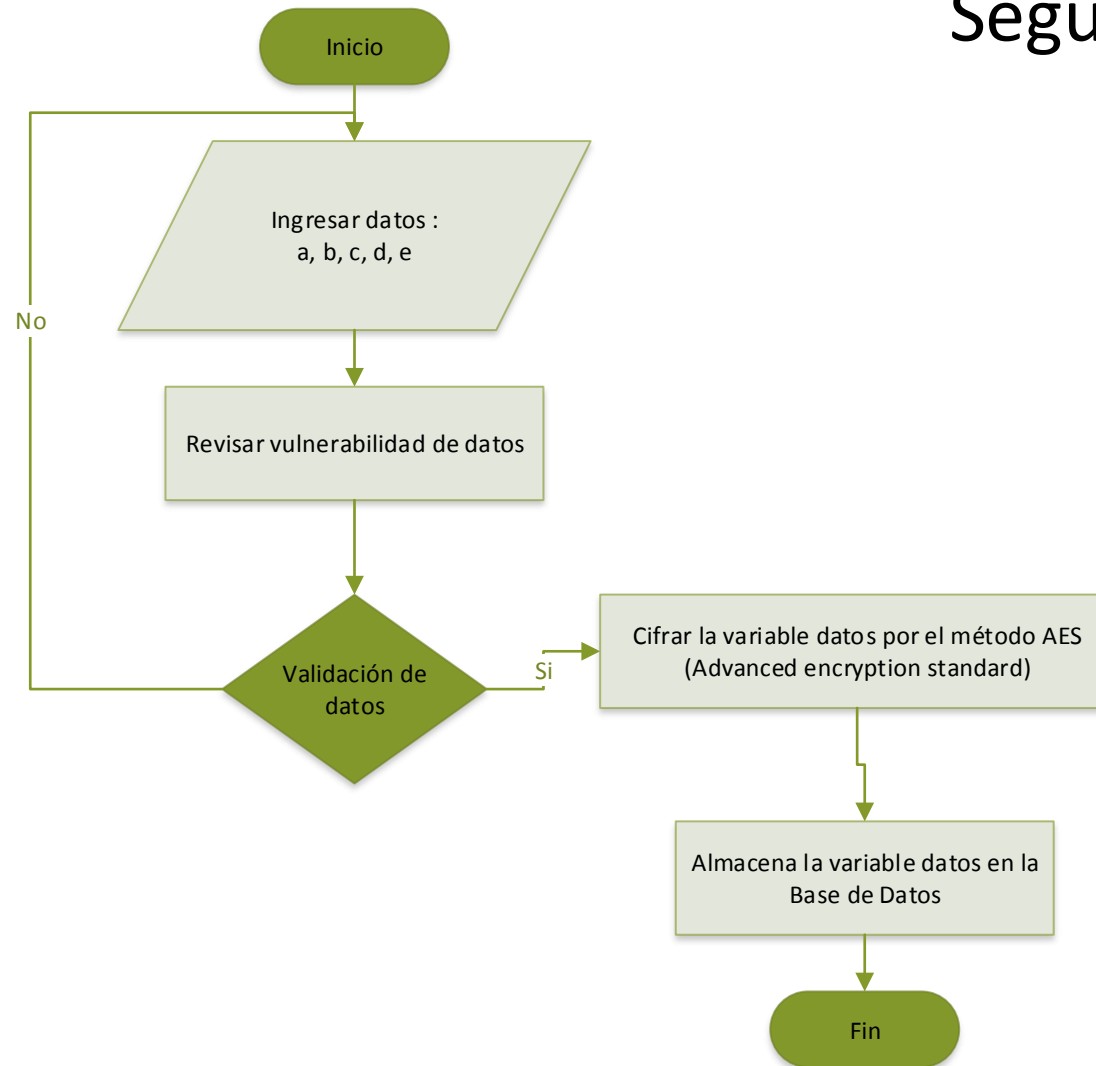 Segu
Inicio
Ingresar datos :
a, b, c, d, e
No
Revisar vulnerabilidad de datos
Validación de
datos
Si
Cifrar la variable datos por el método AES
(Advanced encryption standard)
Almacena la variable datos en la
Base de Datos
Fin